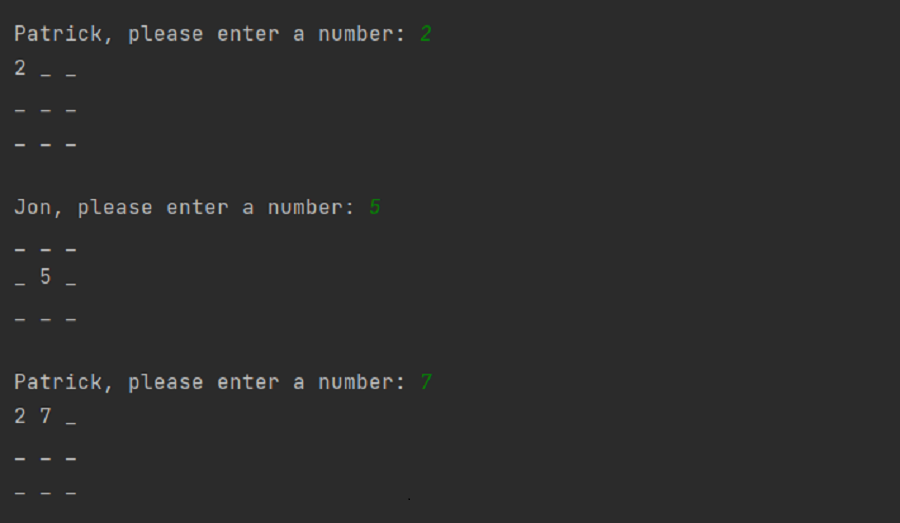 Patrick, please enter a number: 2
2 _ _
_ _ _
_ _ _
Jon, please enter a number: 5
_ _ _
_ 5 _
_ _ _
Patrick, please enter a number: 7
2 7 _
_ _ _
_ _ _